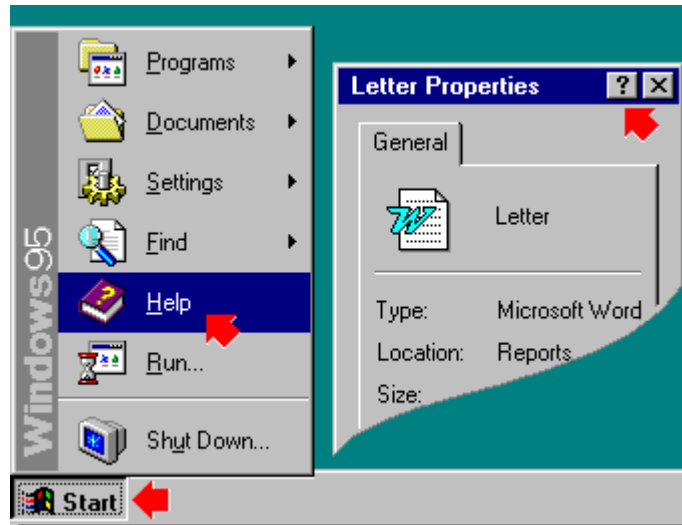 Windows95
Programs
Documents
Settings
Find
Help
Run...
Shut Down...
Start
Letter Properties
?
General
Letter
Type: Microsoft Word
Location: Reports
Size: